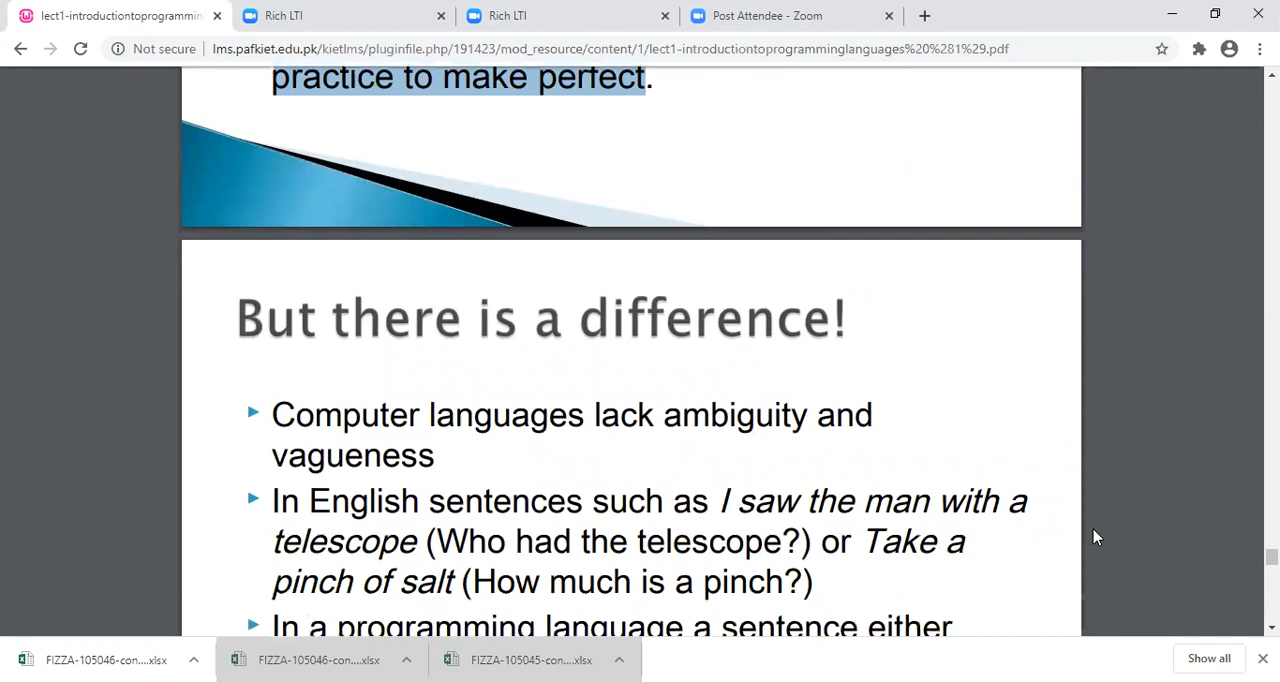 lect1-introductiontoprogrammin
Rich LTI
Rich LTI
Post Attendee - Zoom
Not secure
lms.pafkiet.edu.pk/kietlms/pluginfile.php/191423/mod_resource/content/1/lect1-introductiontoprogramminglanguages%20%281%29.pdf
practice to make perfect.
But there is a difference!
Computer languages lack ambiguity and
vagueness
In English sentences such as I saw the man with a
telescope (Who had the telescope?) or Take a
pinch of salt (How much is a pinch?)
In a programming language a sentence either
FIZZA-105046-con....xlsx
FIZZA-105046-con....xlsx
FIZZA-105045-con....xlsx
Show all